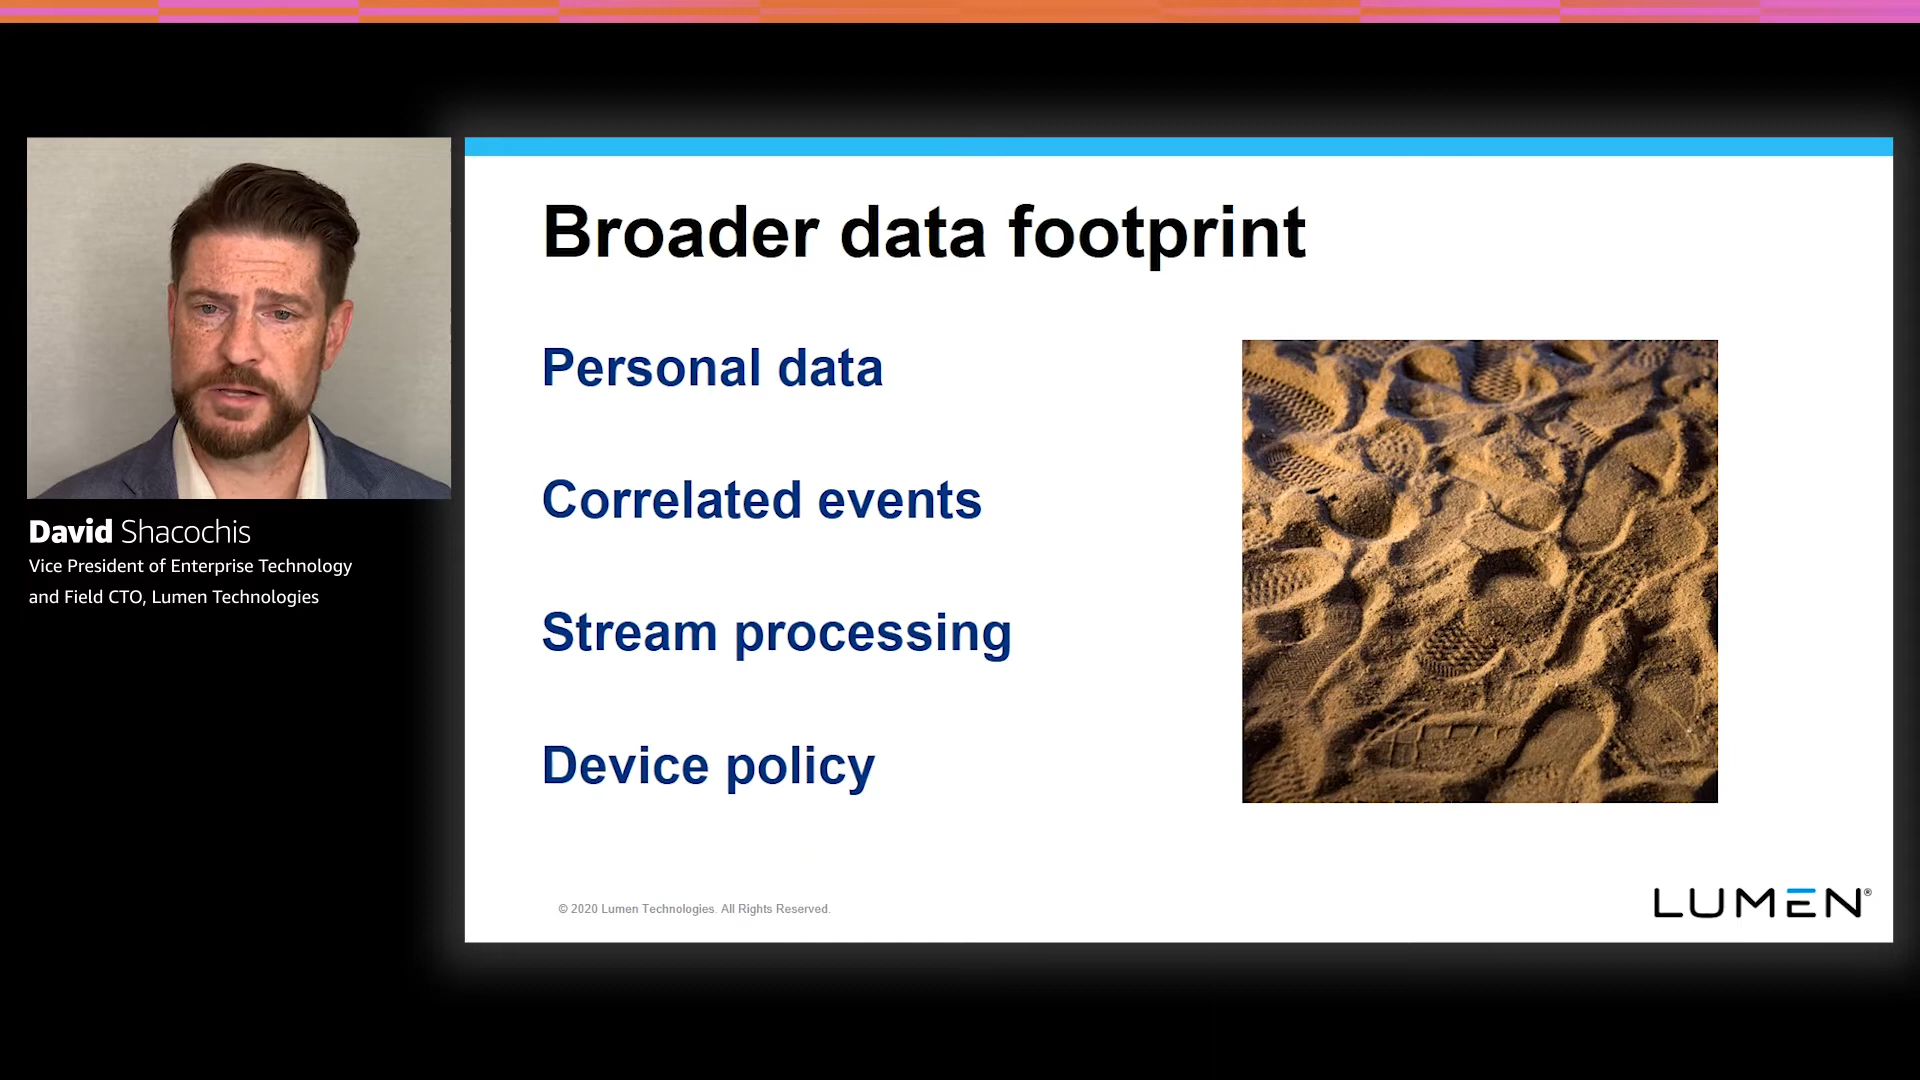 David Shacochis
Vice President of Enterprise Technology
and Field CTO, Lumen Technologies
Broader data footprint
Personal data
Correlated events
Stream processing
Device policy
© 2020 Lumen Technologies. All Rights Reserved.
LUMEN®